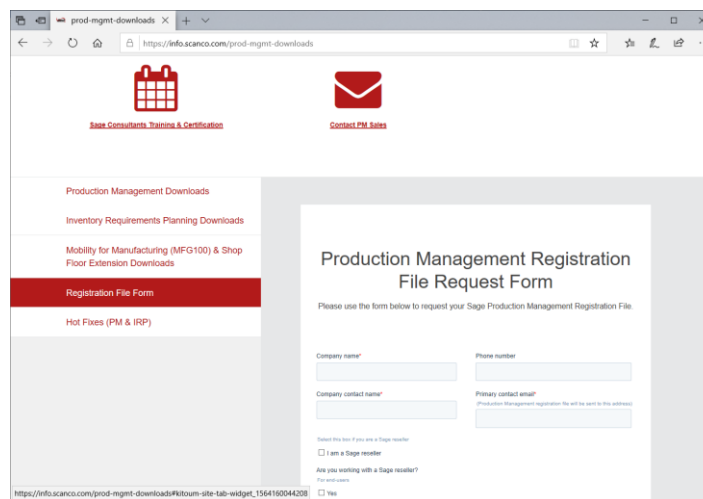 prod-mgmt-downloads
https://info.scanco.com/prod-mgmt-downloads
Sage Consultants Training & Certification
Contact PM Sales
Production Management Downloads
Inventory Requirements Planning Downloads
Mobility for Manufacturing (MFG100) & Shop
Floor Extension Downloads
Registration File Form
Hot Fixes (PM & IRP)
Production Management Registration
File Request Form
Please use the form below to request your Sage Production Management Registration File.
Company name*
Phone number
Company contact name*
Primary contact email*
(Production Management registration file will be sent to this address)
Select this box if you are a Sage reseller
I am a Sage reseller
Are you working with a Sage reseller?
For end-users
Yes
https://info.scanco.com/prod-mgmt-downloads#kitoum-site-tab-widget_1564160044208